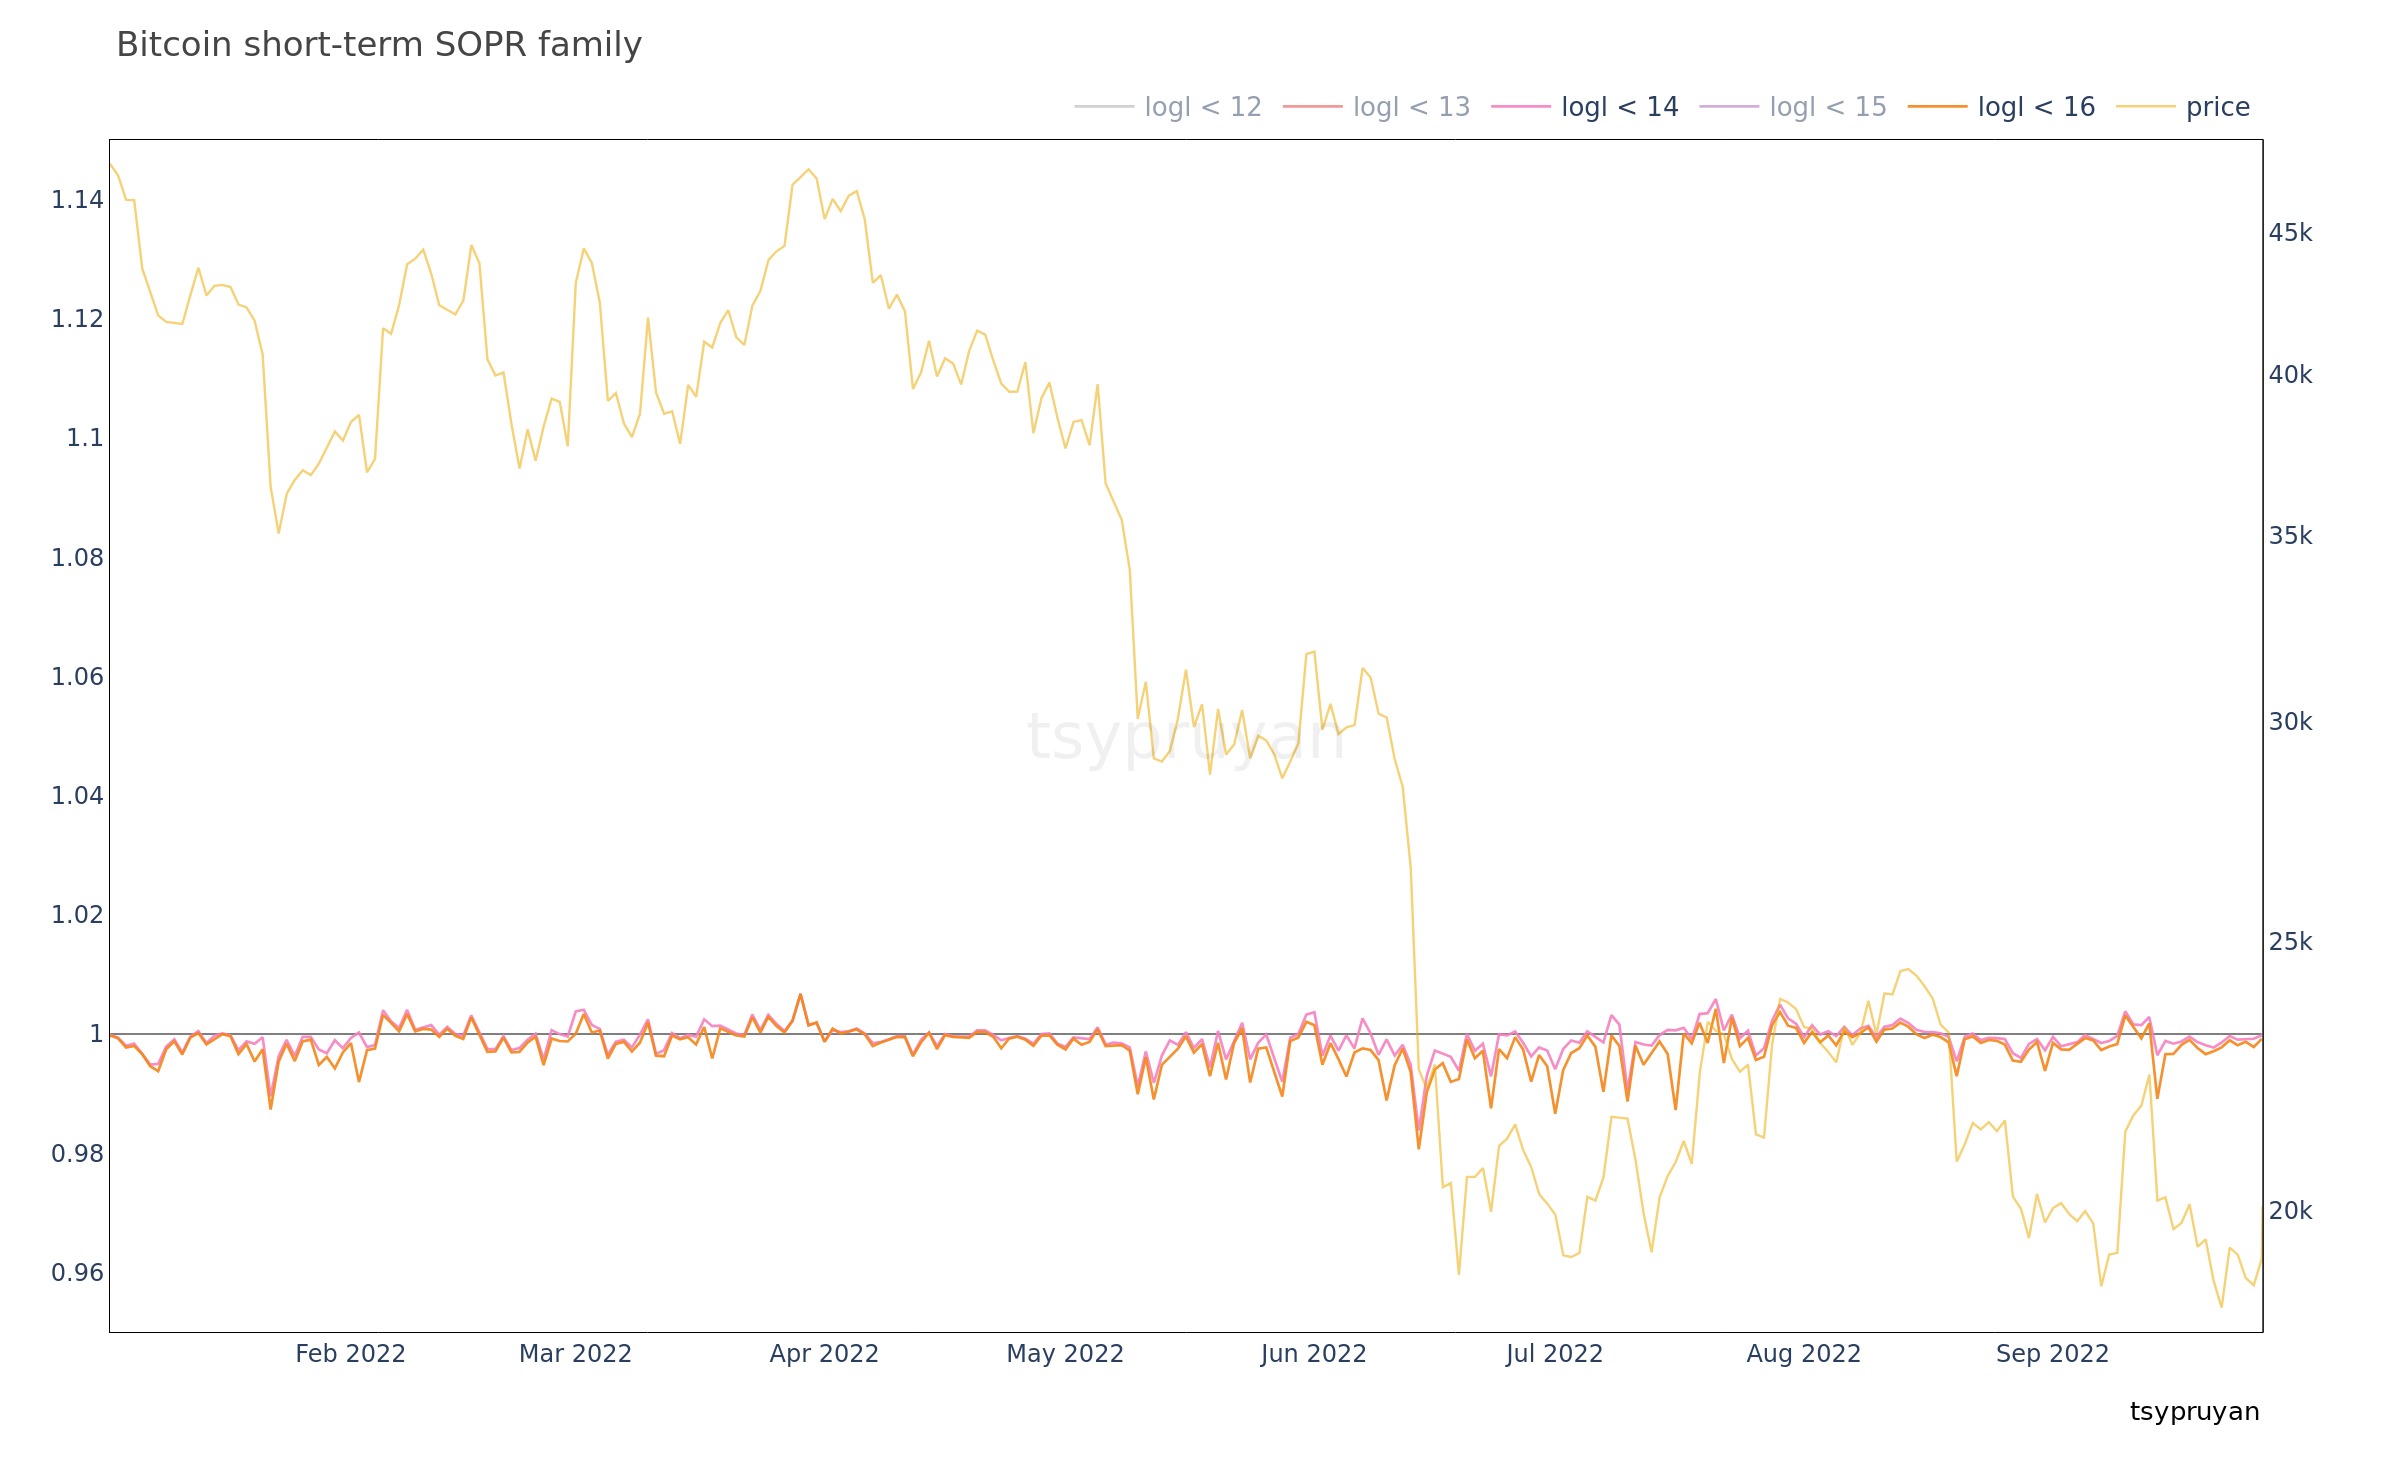 Bitcoin short-term SOPR family
logl < 12 logl < 13 logl < 14 logl < 15 logl < 16 price
1.14
1.12
1.1
1.08
1.06
1.04
1.02
1
0.98
0.96
45k
40k
35k
30k
25k
20k
tsypruyan
Feb 2022 Mar 2022 Apr 2022 May 2022 Jun 2022 Jul 2022 Aug 2022 Sep 2022
tsypruyan